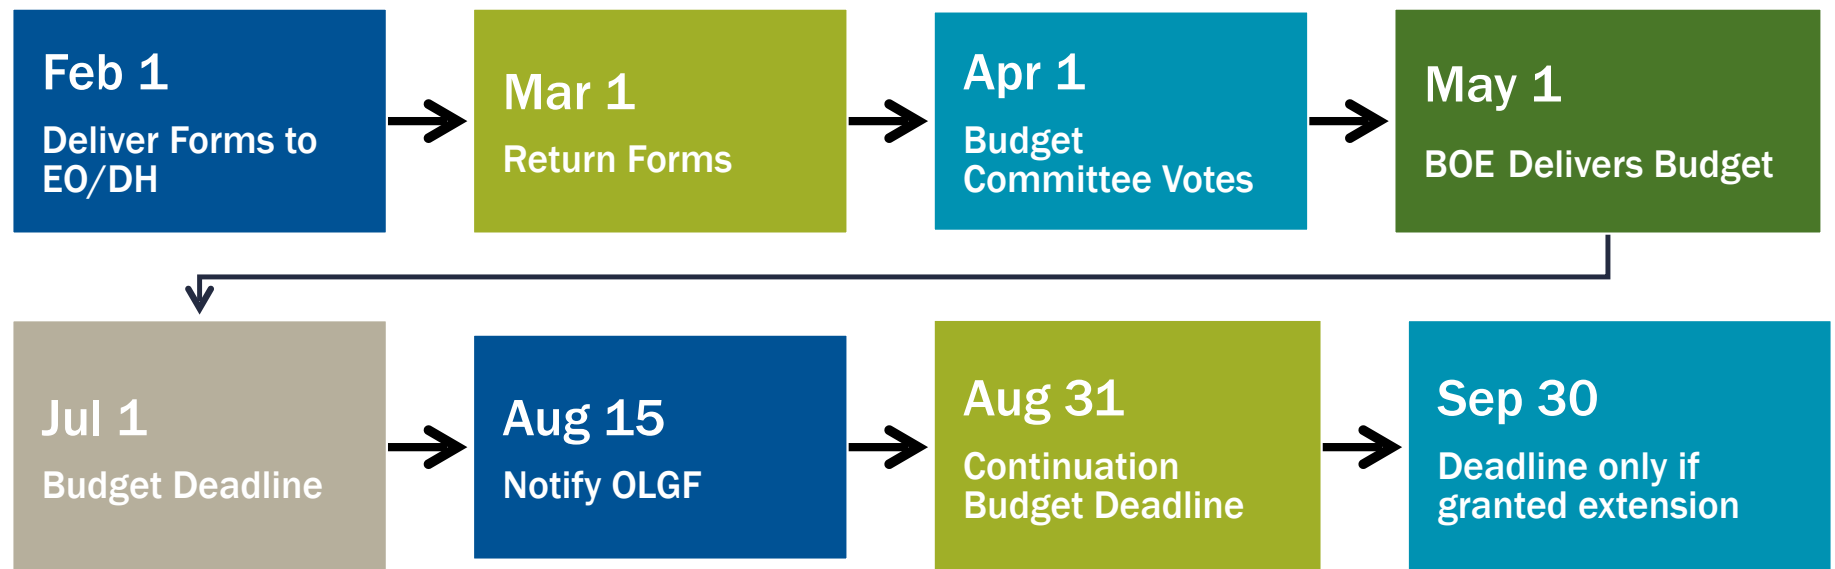 Feb 1
Deliver Forms to
EO/DH
Mar 1
Return Forms
Apr 1
Budget
Committee Votes
May 1
BOE Delivers Budget
Jul 1
Budget Deadline
Aug 15
Notify OLGF
Aug 31
Continuation
Budget Deadline
Sep 30
Deadline only if
granted extension